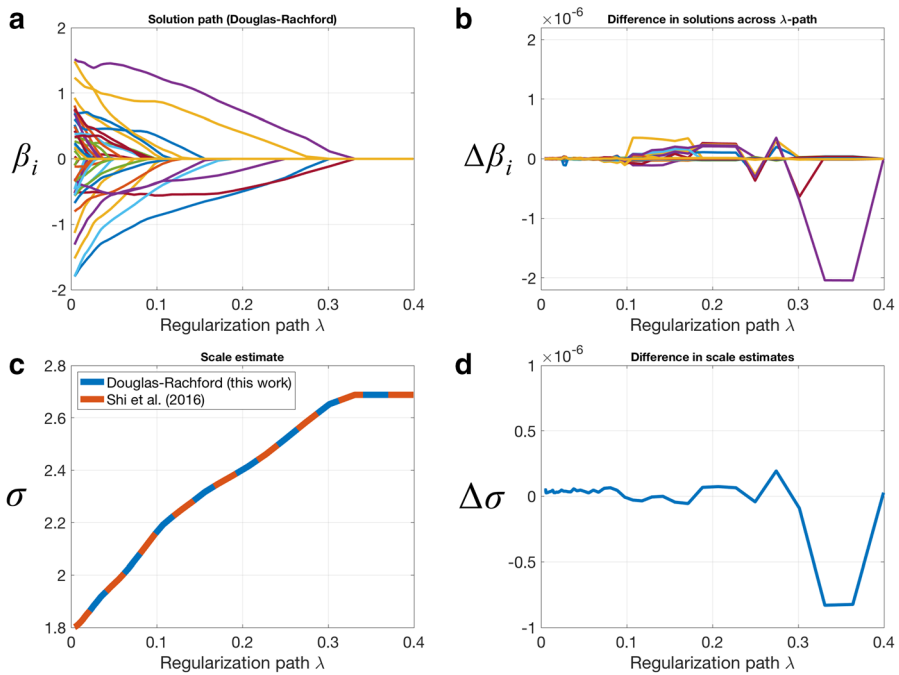 a
Solution path (Douglas-Rachford)
2
1
0
-1
-2
βi
0
0.1
0.2
0.3
0.4
Regularization path λ
b
×10-6
Difference in solutions across λ-path
2
1
0
-1
-2
Δβi
0
0.1
0.2
0.3
0.4
Regularization path λ
c
Scale estimate
2.8
2.6
2.4
2.2
2
1.8
σ
Douglas-Rachford (this work)
Shi et al. (2016)
0
0.1
0.2
0.3
0.4
Regularization path λ
d
×10-6
Difference in scale estimates
1
0.5
0
-0.5
-1
Δσ
0
0.1
0.2
0.3
0.4
Regularization path λ